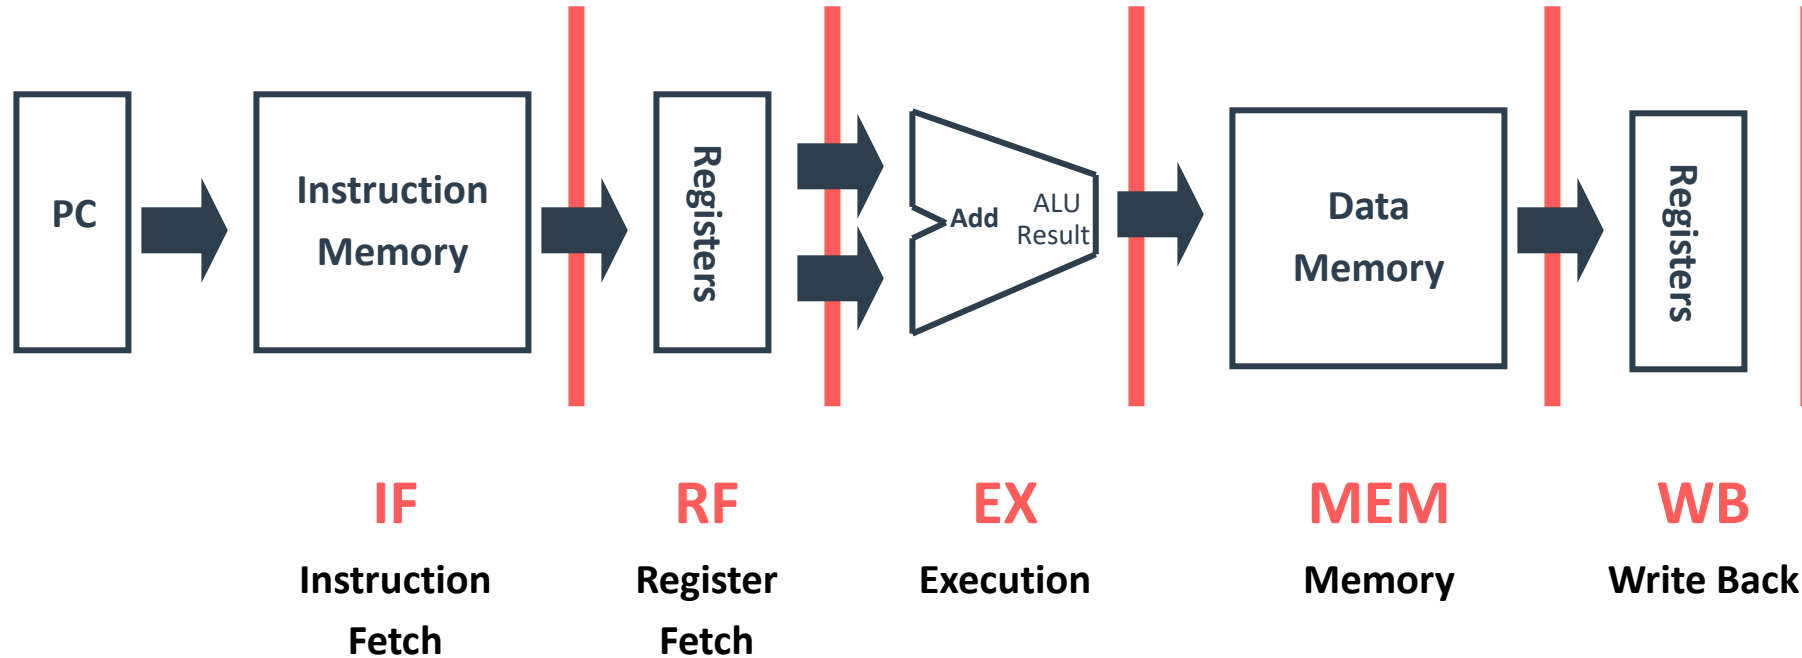 PC
Instruction
Memory
Registers
Add
ALU
Result
Data
Memory
Registers
IF
RF
EX
MEM
WB
Instruction
Fetch
Register
Fetch
Execution
Memory
Write Back